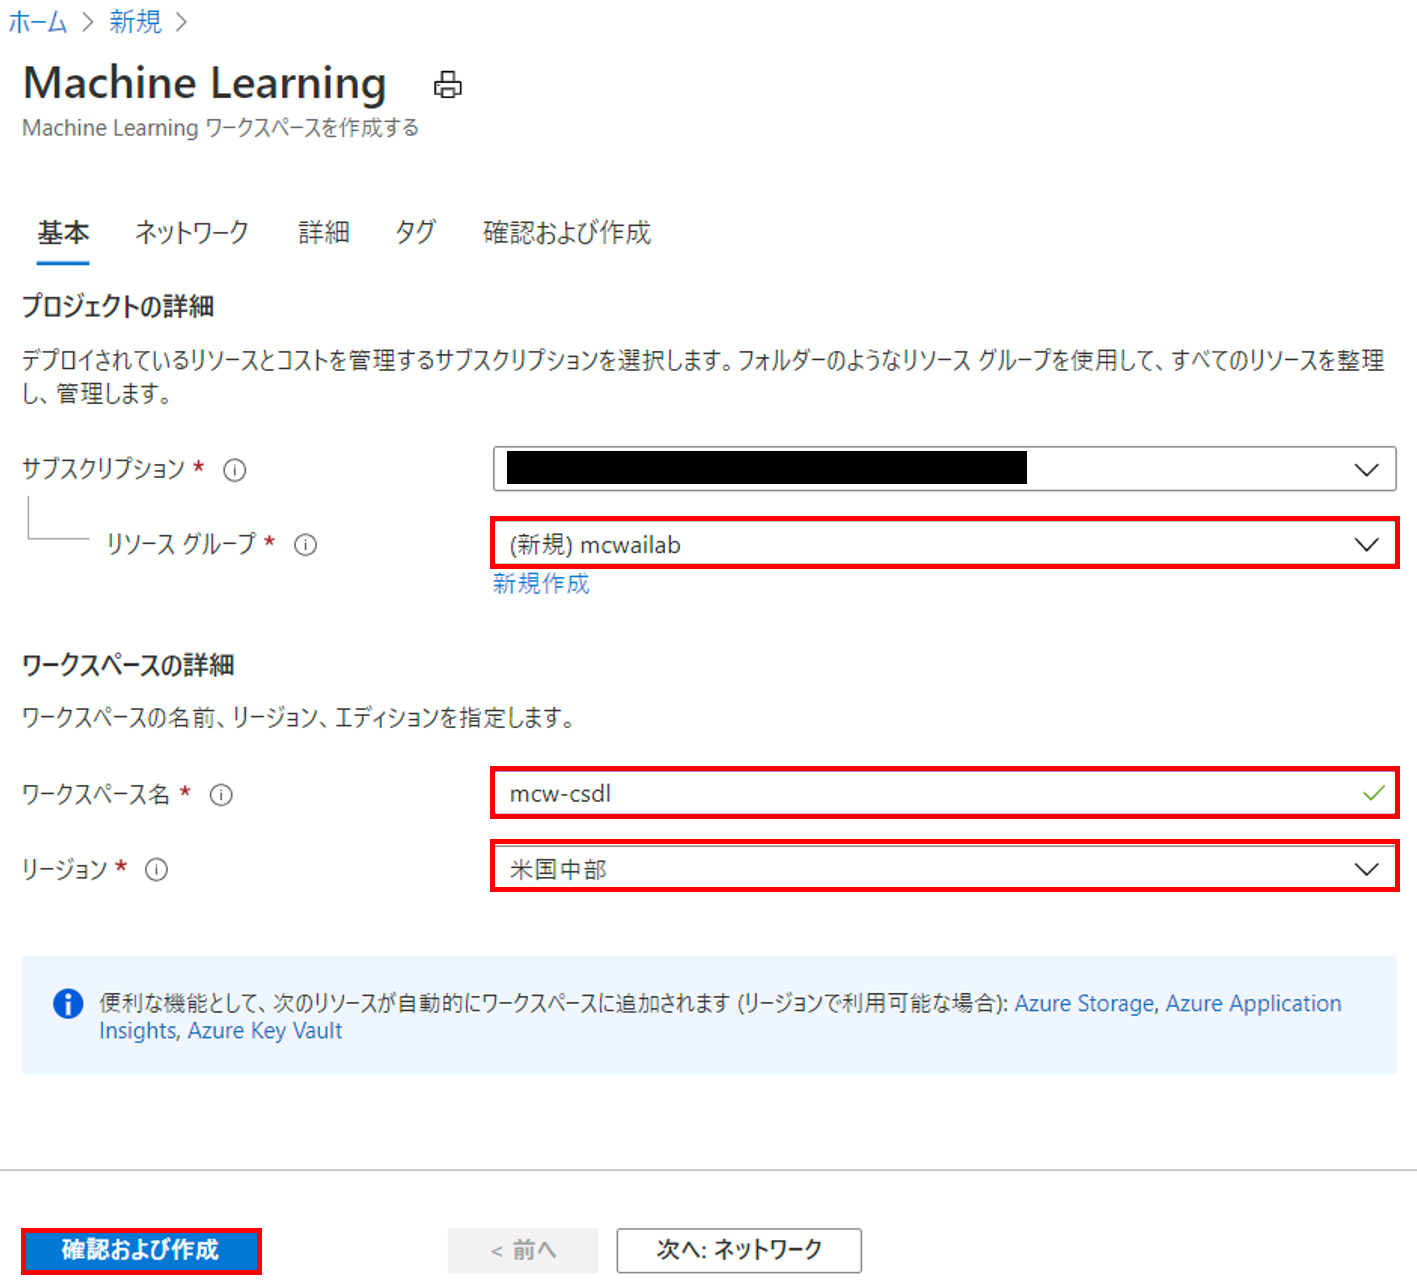 ホーム > 新規 >
Machine Learning
Machine Learning ワークスペースを作成する
基本 ネットワーク 詳細 タグ 確認および作成
プロジェクトの詳細
デプロイされているリソースとコストを管理するサブスクリプションを選択します。フォルダーのようなリソース グループを使用して、すべてのリソースを整理
し、管理します。
サブスクリプション *
リソース グループ * (新規) mcwailab
新規作成
ワークスペースの詳細
ワークスペースの名前、リージョン、エディションを指定します。
ワークスペース名 * mcw-csdl
リージョン * 米国中部
便利な機能として、次のリソースが自動的にワークスペースに追加されます (リージョンで利用可能な場合): Azure Storage, Azure Application
Insights, Azure Key Vault
確認および作成 < 前へ 次へ: ネットワーク